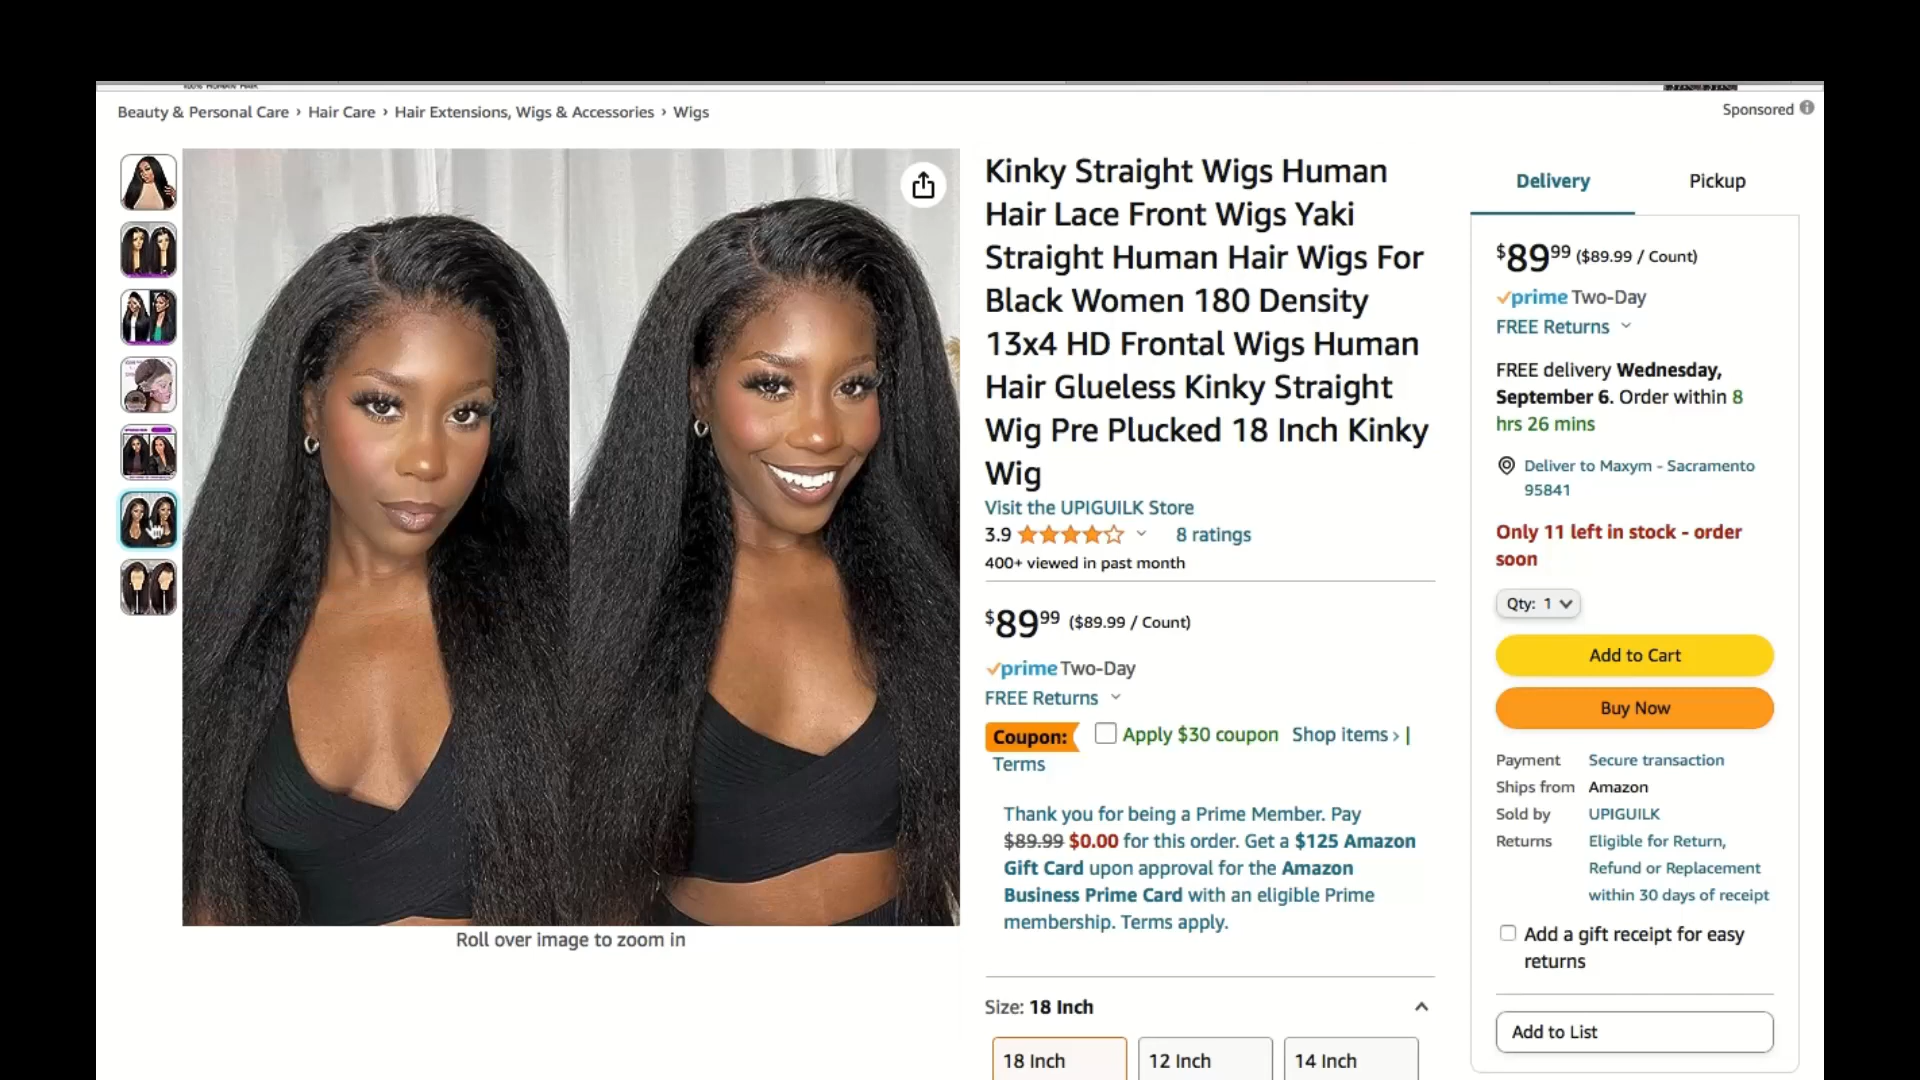 Beauty & Personal Care › Hair Care › Hair Extensions, Wigs & Accessories › Wigs
Sponsored
Roll over image to zoom in
Kinky Straight Wigs Human
Hair Lace Front Wigs Yaki
Straight Human Hair Wigs For
Black Women 180 Density
13x4 HD Frontal Wigs Human
Hair Glueless Kinky Straight
Wig Pre Plucked 18 Inch Kinky
Wig
Visit the UPIGUILK Store
3.9 8 ratings
400+ viewed in past month
$89.99 ($89.99 / Count)
prime Two-Day
FREE Returns
Coupon: Apply $30 coupon Shop items › |
Terms
Thank you for being a Prime Member. Pay
$89.99 $0.00 for this order. Get a $125 Amazon
Gift Card upon approval for the Amazon
Business Prime Card with an eligible Prime
membership. Terms apply.
Size: 18 Inch
18 Inch 12 Inch 14 Inch
Delivery Pickup
$89.99 ($89.99 / Count)
prime Two-Day
FREE Returns
FREE delivery Wednesday,
September 6. Order within 8
hrs 26 mins
Deliver to Maxym - Sacramento
95841
Only 11 left in stock - order
soon
Qty: 1
Add to Cart
Buy Now
Payment Secure transaction
Ships from Amazon
Sold by UPIGUILK
Returns Eligible for Return,
Refund or Replacement
within 30 days of receipt
Add a gift receipt for easy
returns
Add to List